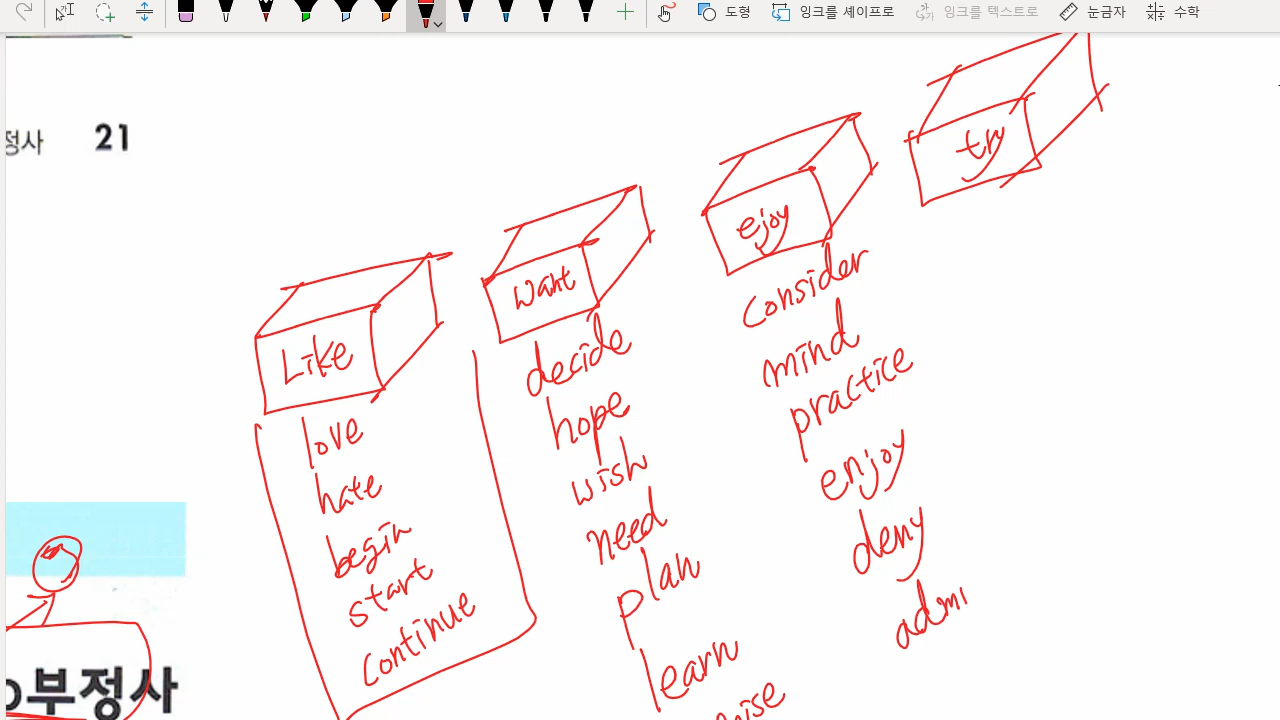 도형 잉크를 셰이프로 잉크를 텍스트로 눈금자 수학
정사 21
Like
love
hate
begin
start
continue
want
decide
hope
wish
need
plan
learn
ejoy
consider
mind
practice
enjoy
deny
admi
try
부정사